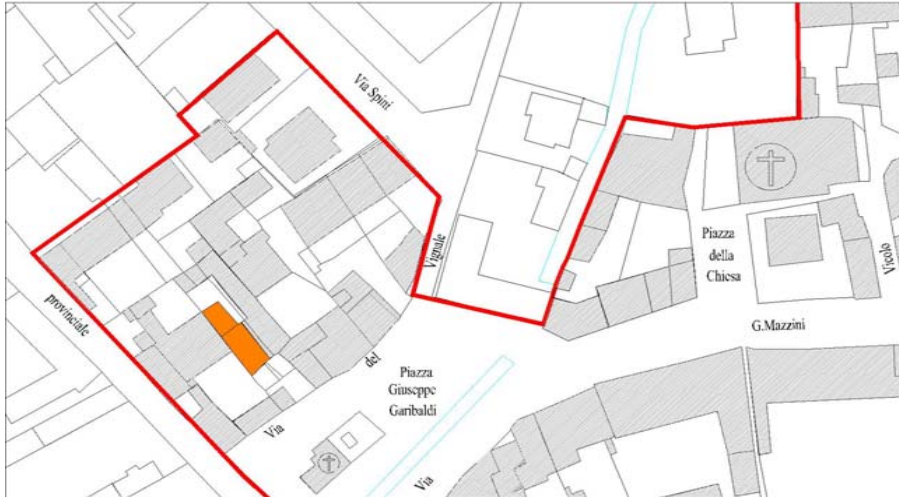 Via Spini
Vignale
Piazza
della
Chiesa
Vicolo
provinciale
G.Mazzini
del
Piazza
Giuseppe
Garibaldi
Via
Via